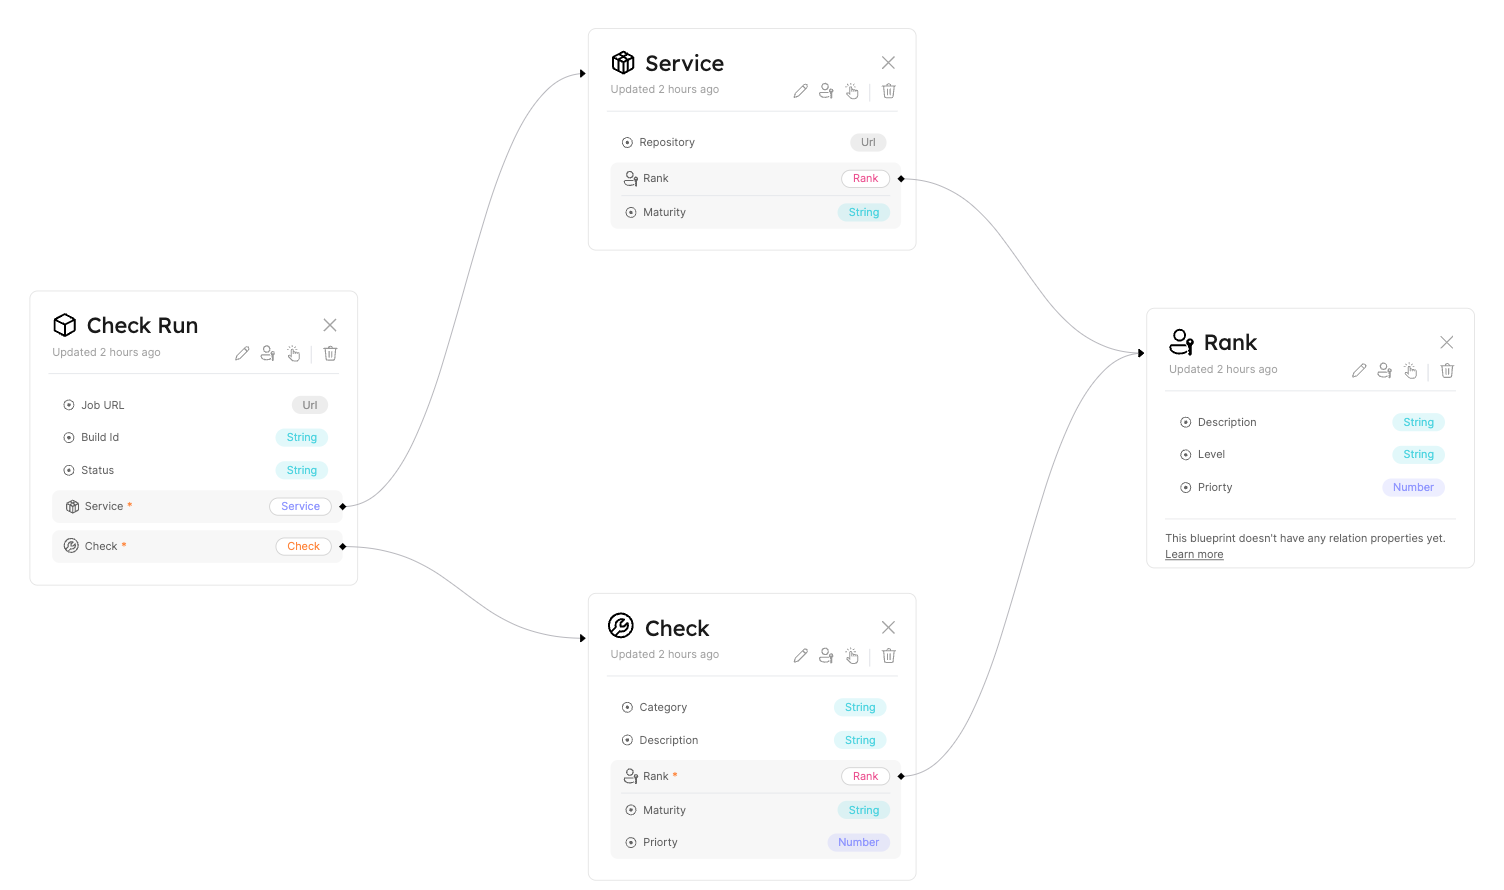 Service
Updated 2 hours ago
Repository Url
Rank Rank
Maturity String
Check Run
Updated 2 hours ago
Job URL Url
Build Id String
Status String
Service * Service
Check * Check
Rank
Updated 2 hours ago
Description String
Level String
Priorty Number
This blueprint doesn't have any relation properties yet.
Learn more
Check
Updated 2 hours ago
Category String
Description String
Rank * Rank
Maturity String
Priorty Number